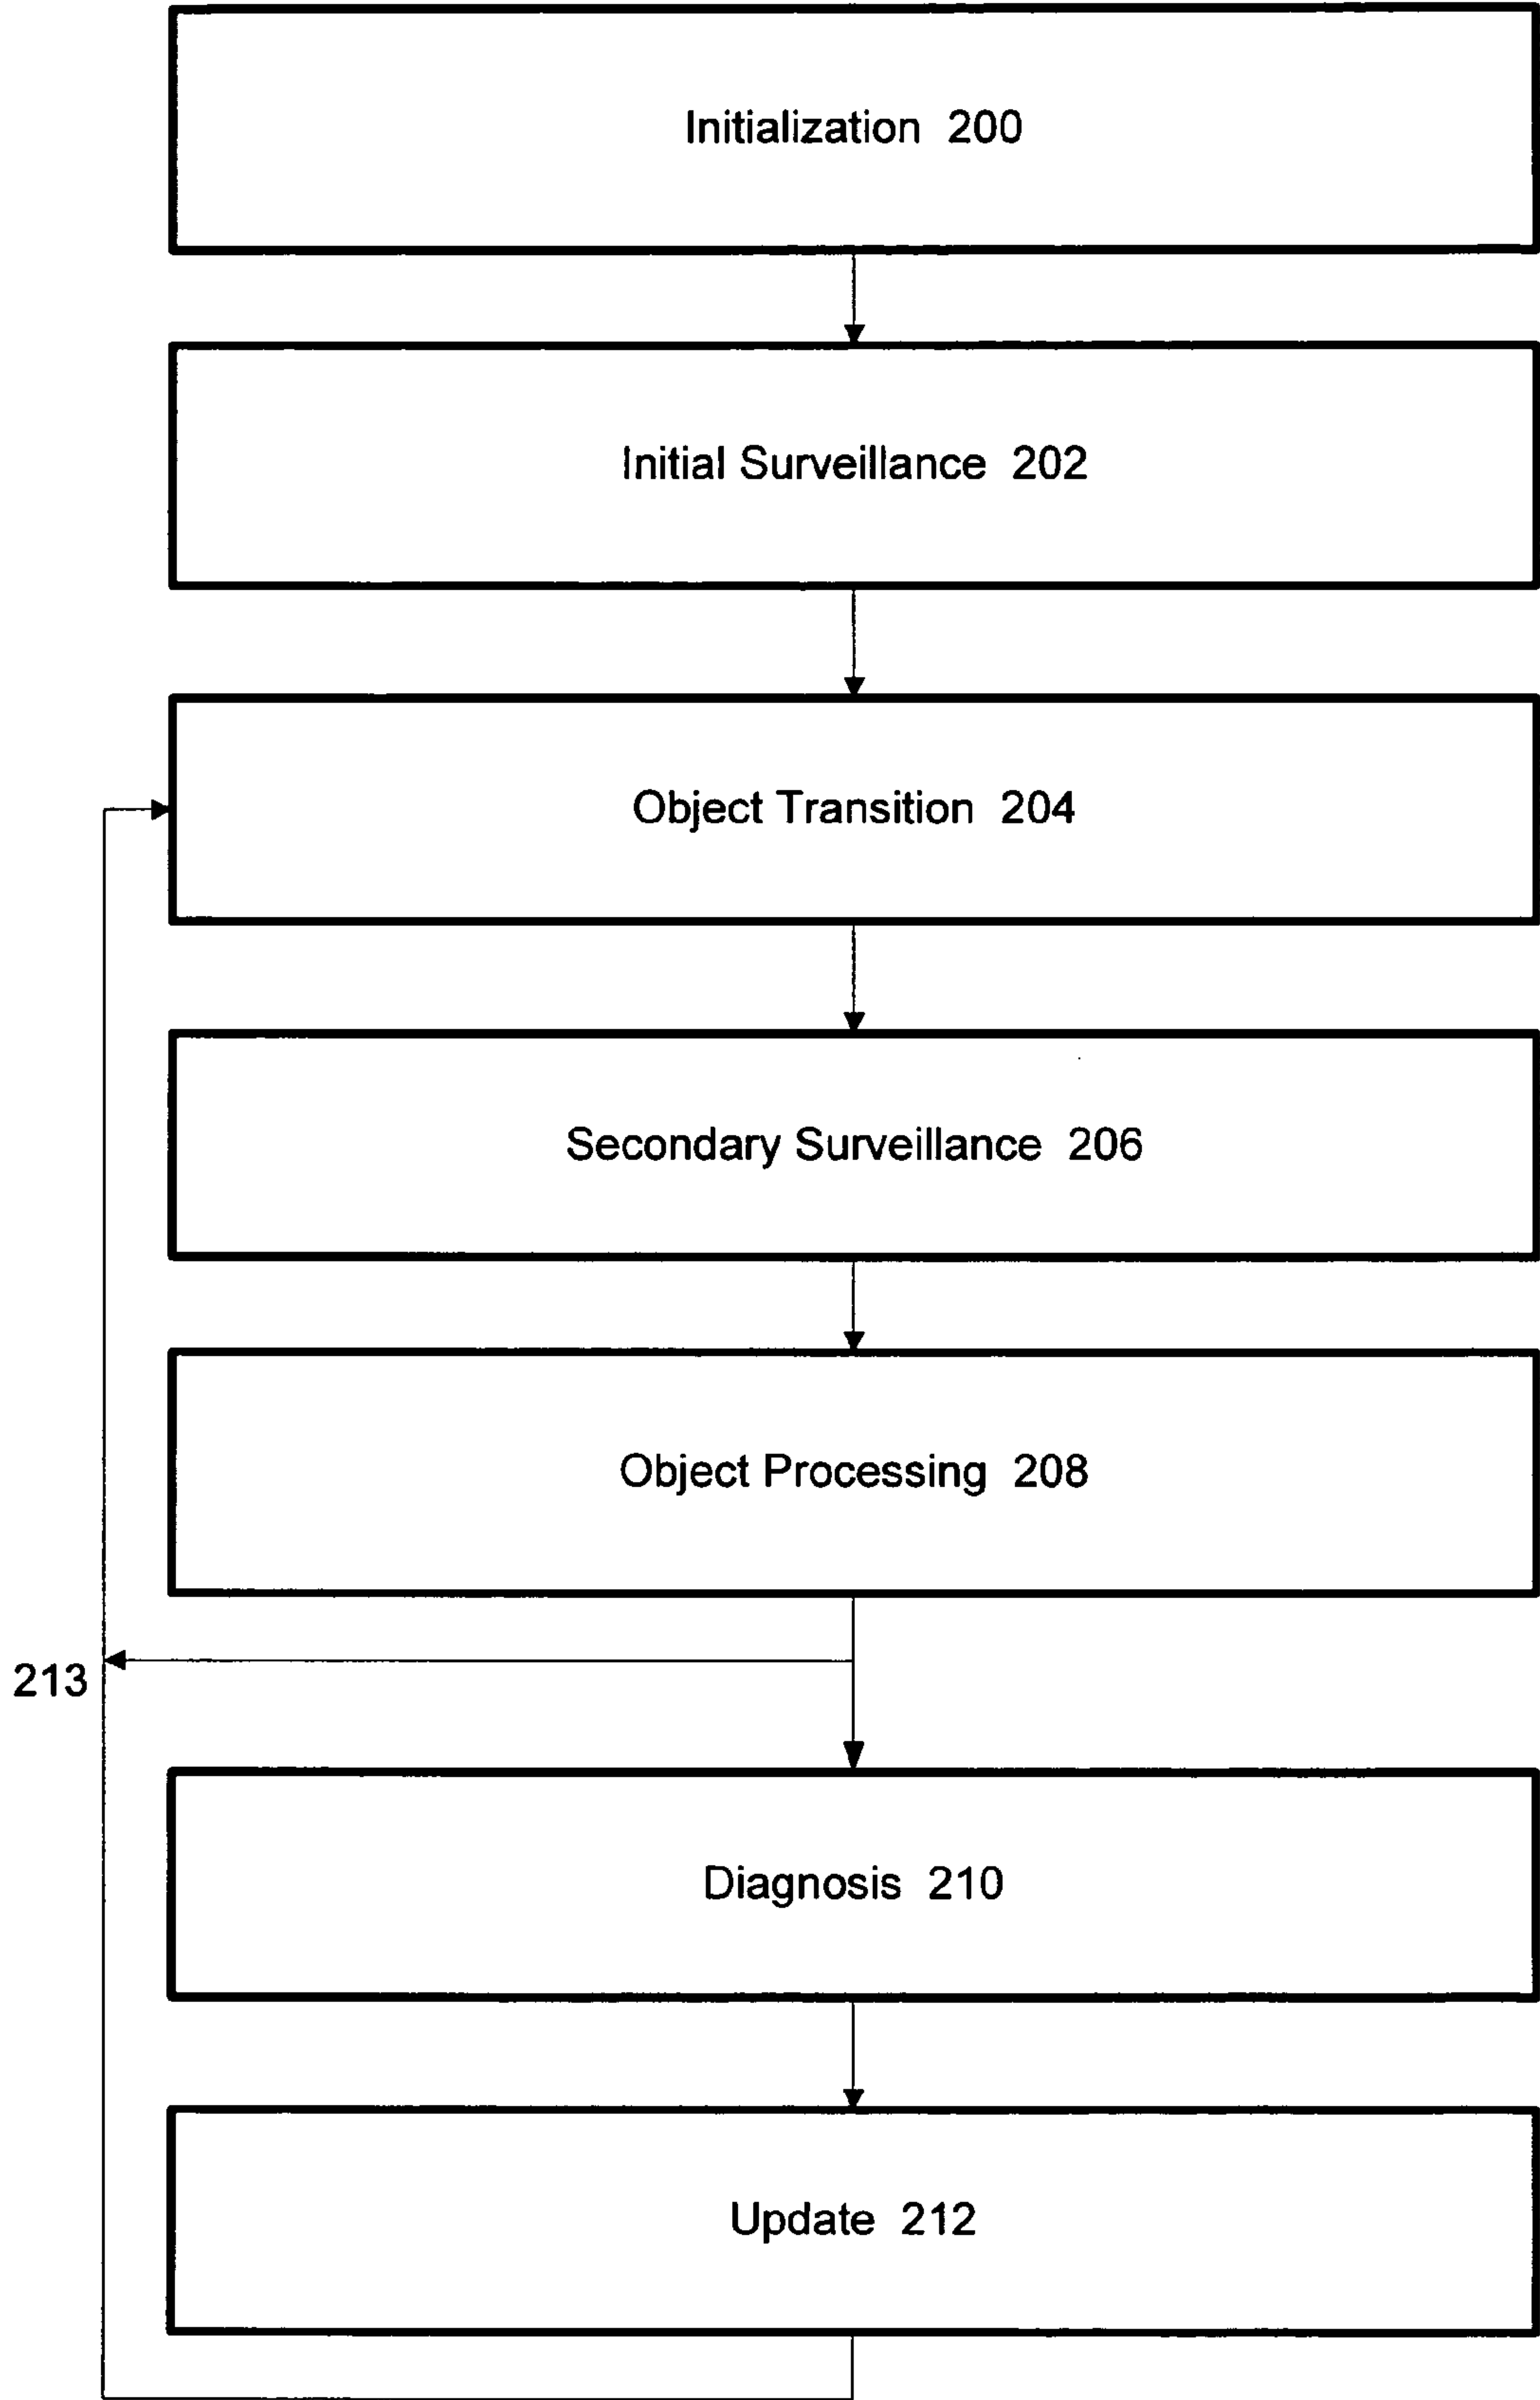 Initialization 200
Initial Surveillance 202
Object Transition 204
Secondary Surveillance 206
Object Processing 208
213
Diagnosis 210
Update 212